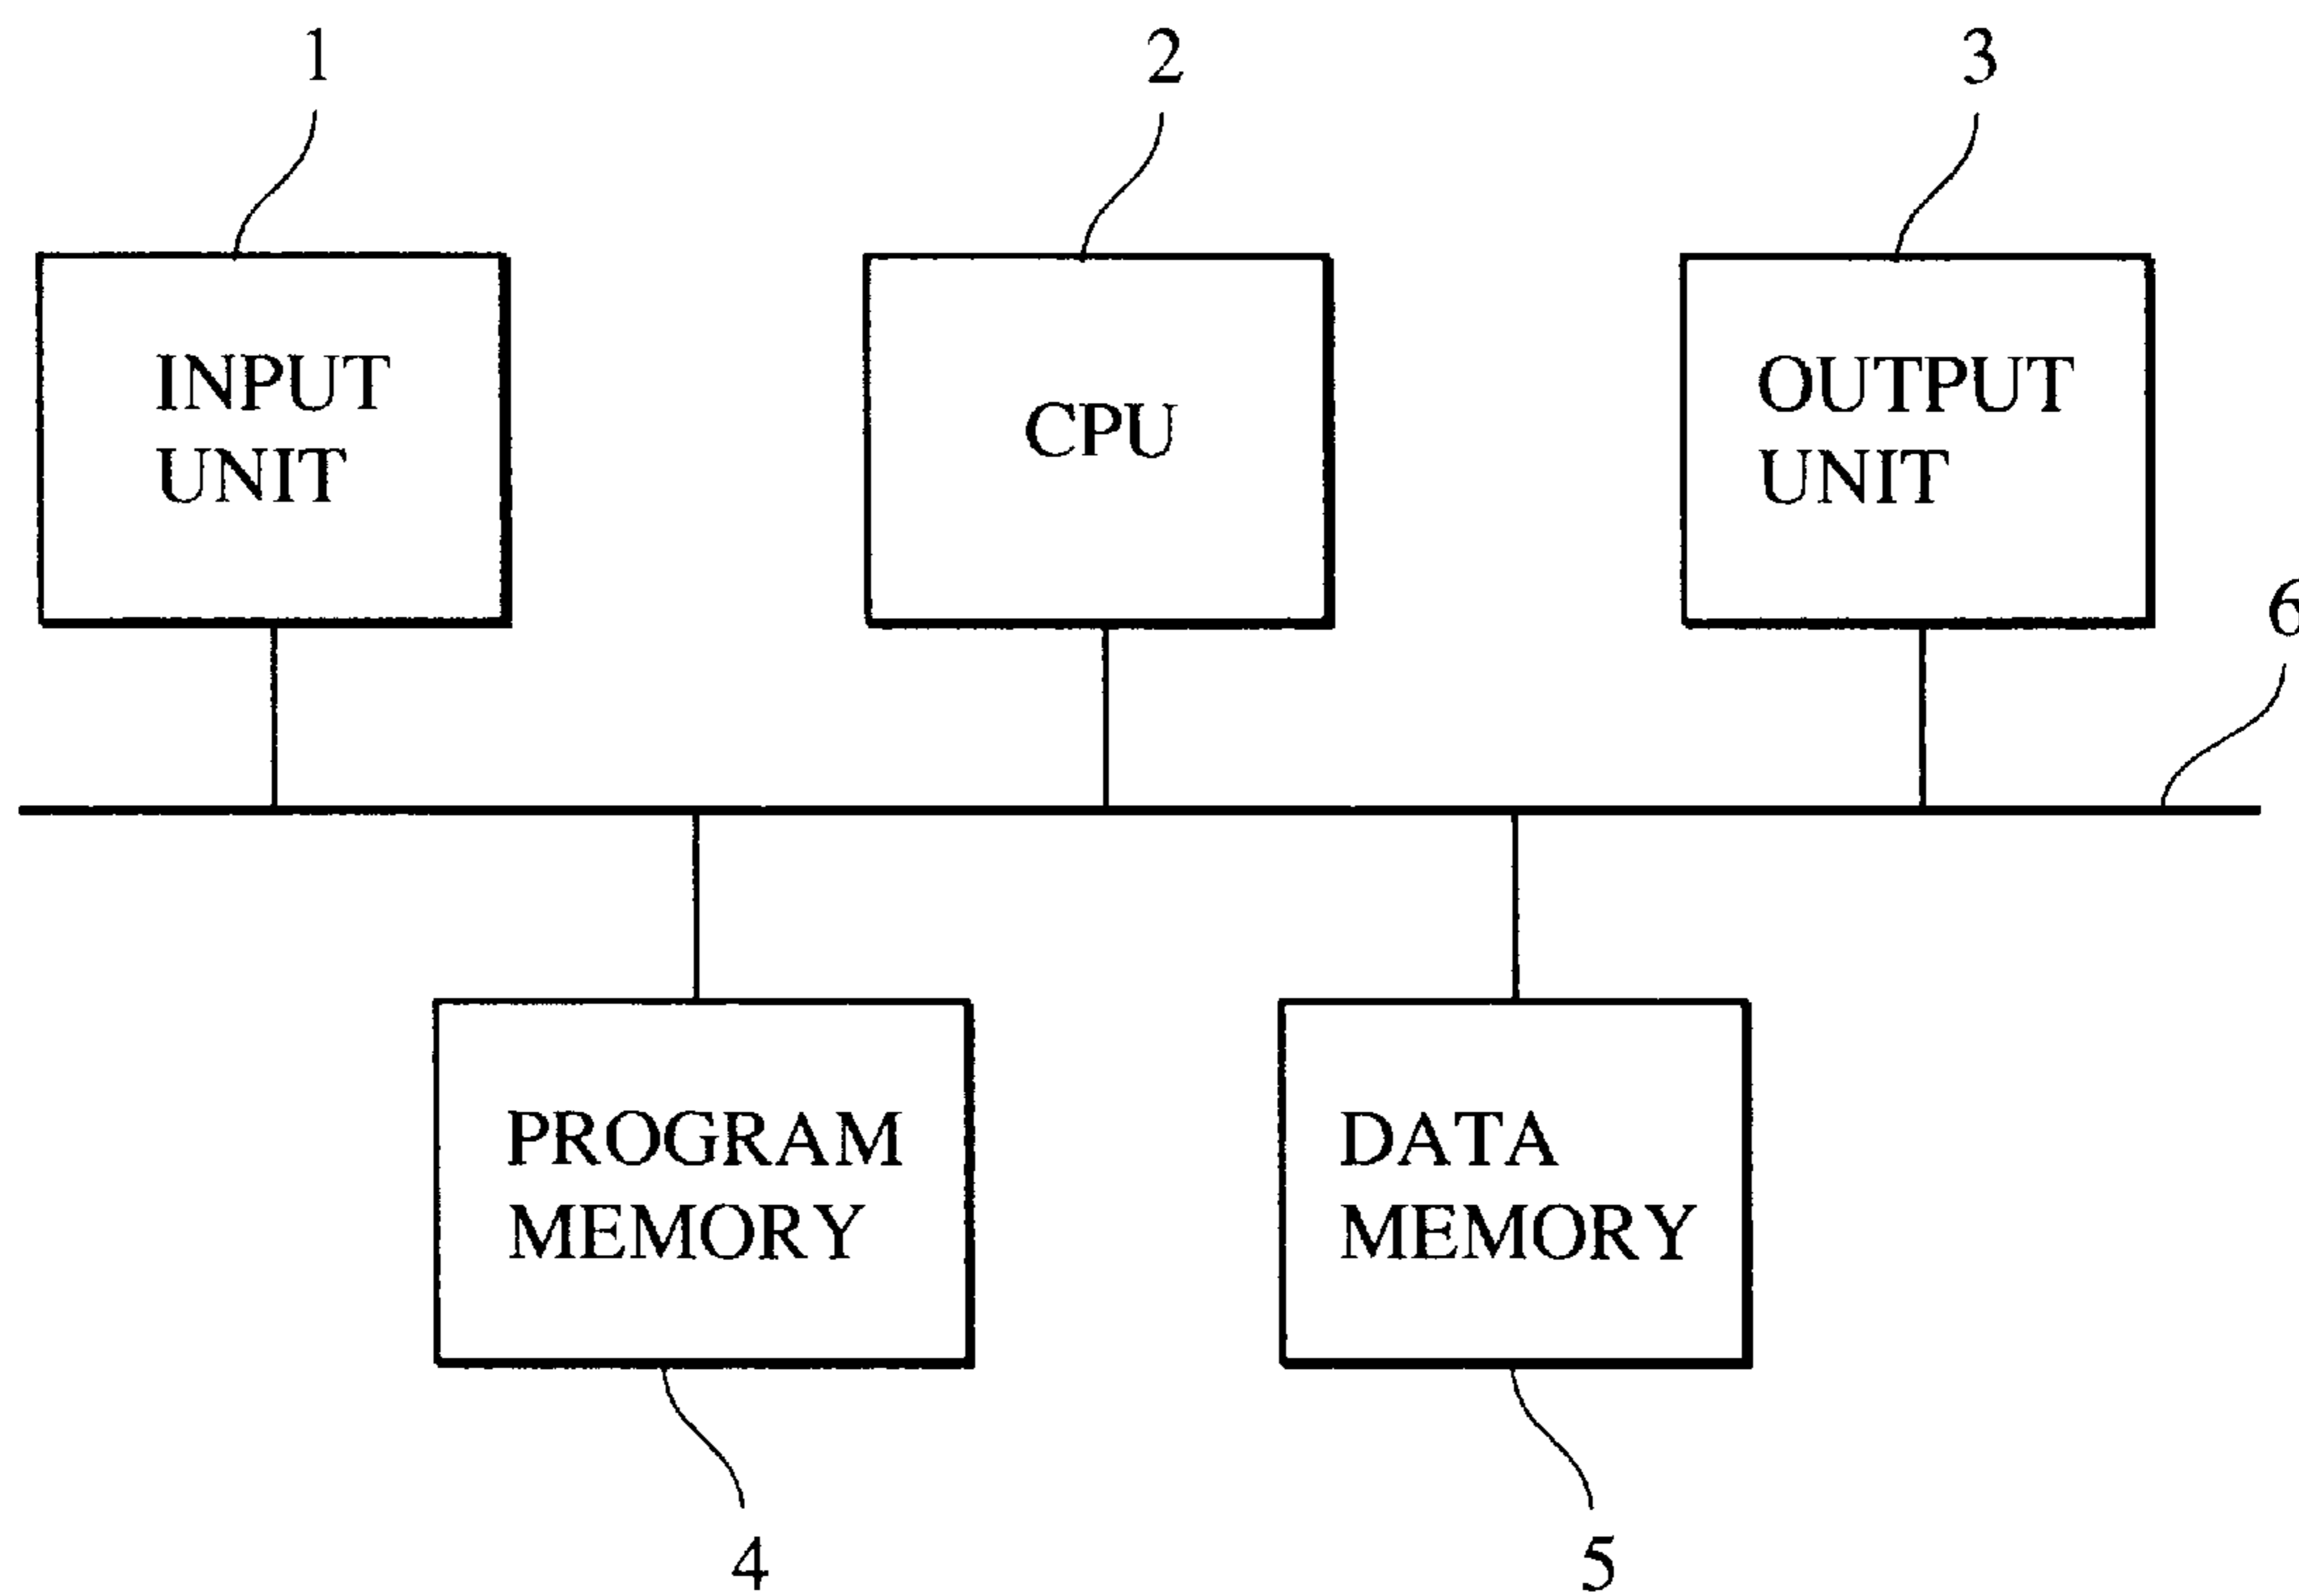 1
2
3
INPUT
UNIT
CPU
OUTPUT
UNIT
6
PROGRAM
MEMORY
DATA
MEMORY
4
5